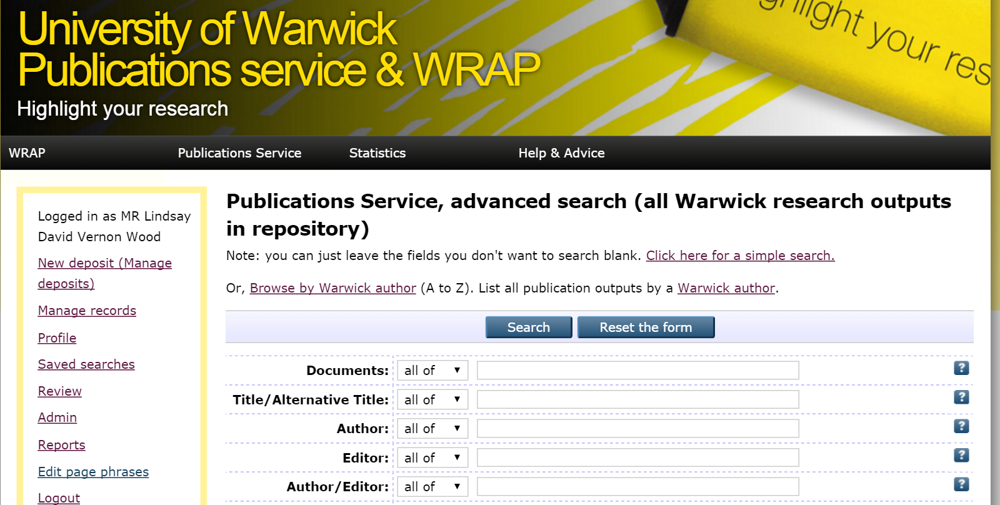 University of Warwick
Publications service & WRAP
Highlight your research
highlight your res
WRAP Publications Service Statistics Help & Advice
Logged in as MR Lindsay
David Vernon Wood
New deposit (Manage
deposits)
Manage records
Profile
Saved searches
Review
Admin
Reports
Edit page phrases
Logout
Publications Service, advanced search (all Warwick research outputs
in repository)
Note: you can just leave the fields you don't want to search blank. Click here for a simple search.
Or, Browse by Warwick author (A to Z). List all publication outputs by a Warwick author.
Search Reset the form
Documents: all of ?
Title/Alternative Title: all of ?
Author: all of ?
Editor: all of ?
Author/Editor: all of ?